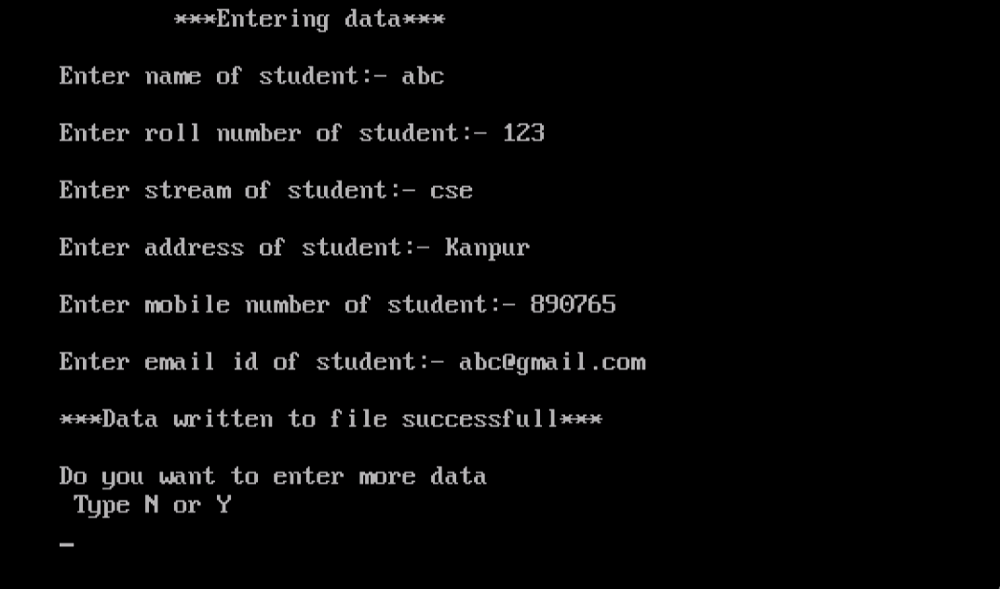 ***Entering data***
Enter name of student:- abc
Enter roll number of student:- 123
Enter stream of student:- cse
Enter address of student:- Kanpur
Enter mobile number of student:- 890765
Enter email id of student:- abc@gmail.com
***Data written to file successfull***
Do you want to enter more data
Type N or Y
_